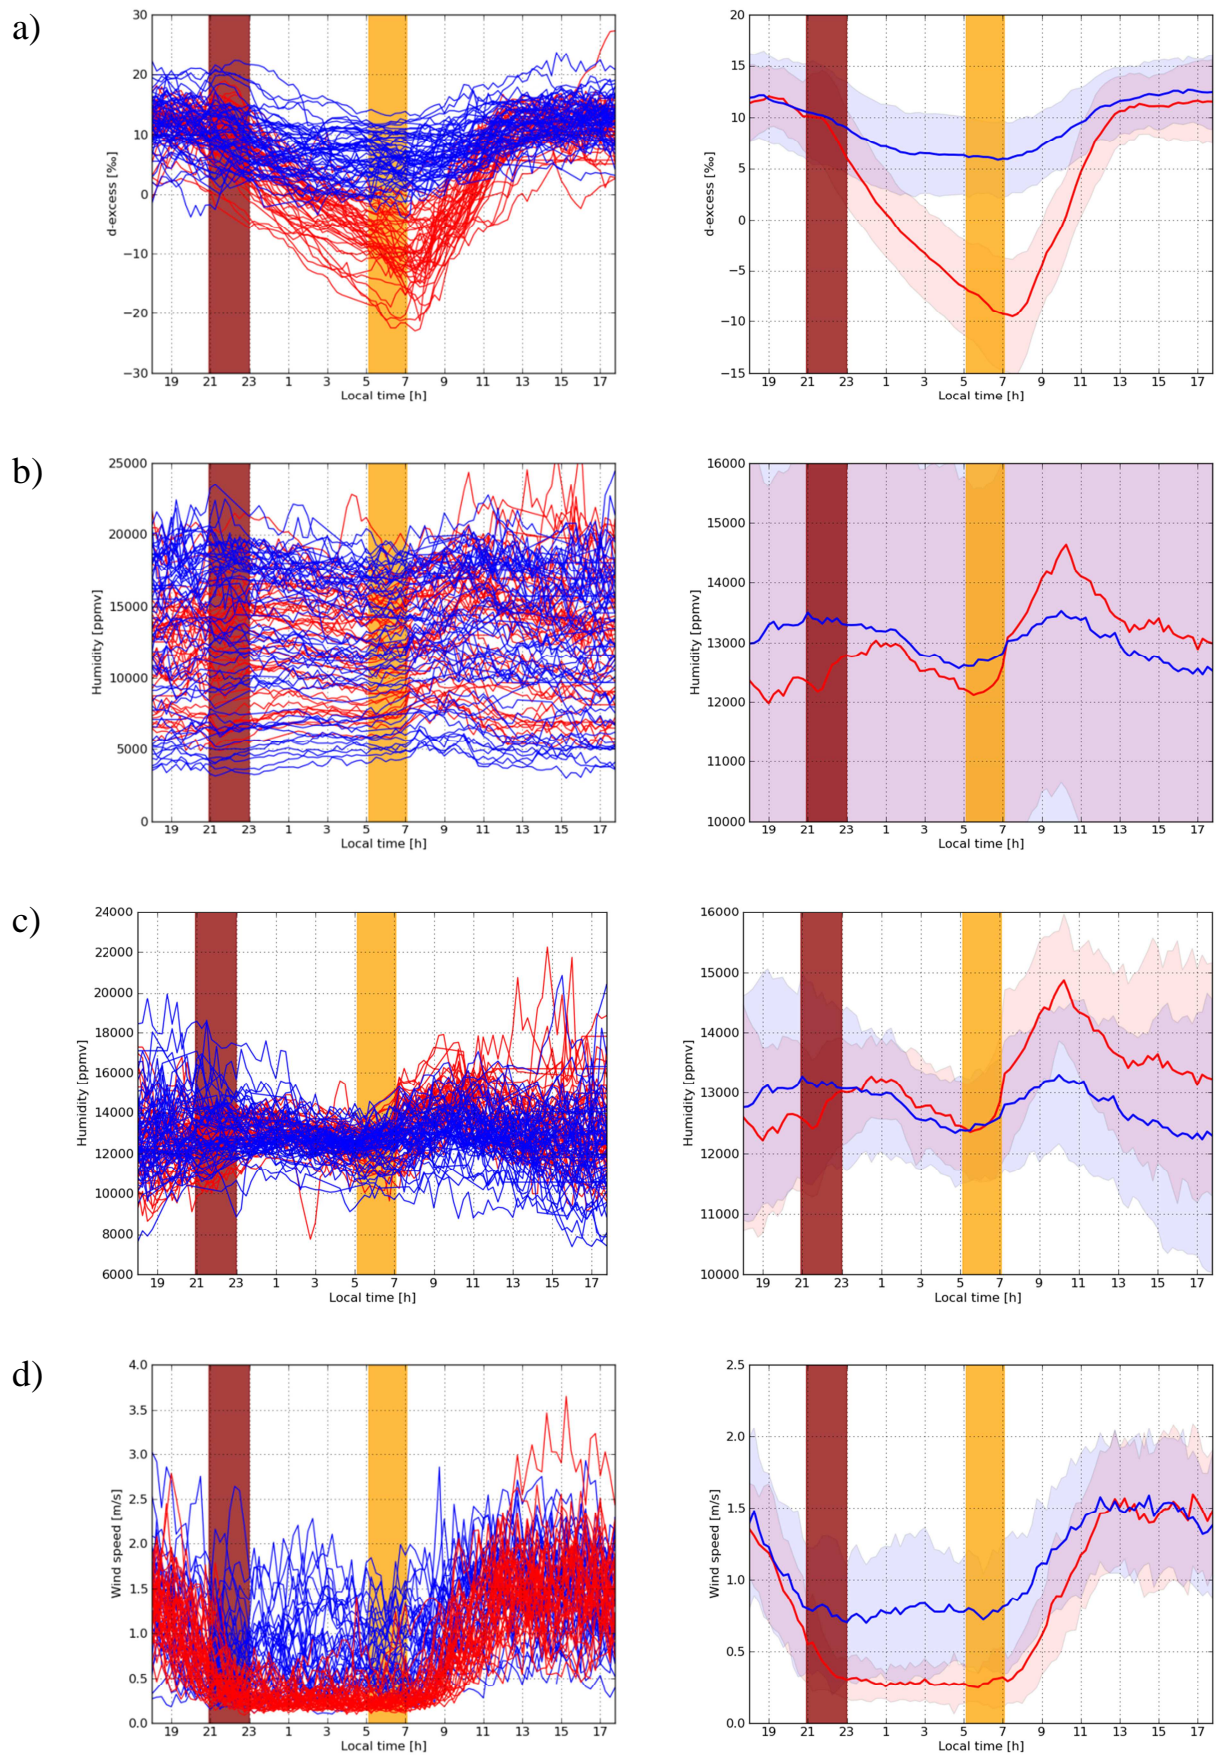 a)
30
20
10
0
−10
−20
−30
d-excess [‰]
19 21 23 1 3 5 7 9 11 13 15 17
Local time [h]
20
15
10
5
0
−5
−10
−15
d-excess [‰]
19 21 23 1 3 5 7 9 11 13 15 17
Local time [h]
b)
25000
20000
15000
10000
5000
0
Humidity [ppmv]
19 21 23 1 3 5 7 9 11 13 15 17
Local time [h]
16000
15000
14000
13000
12000
11000
10000
Humidity [ppmv]
19 21 23 1 3 5 7 9 11 13 15 17
Local time [h]
c)
24000
22000
20000
18000
16000
14000
12000
10000
8000
6000
Humidity [ppmv]
19 21 23 1 3 5 7 9 11 13 15 17
Local time [h]
16000
15000
14000
13000
12000
11000
10000
Humidity [ppmv]
19 21 23 1 3 5 7 9 11 13 15 17
Local time [h]
d)
4.0
3.5
3.0
2.5
2.0
1.5
1.0
0.5
0.0
Wind speed [m/s]
19 21 23 1 3 5 7 9 11 13 15 17
Local time [h]
2.5
2.0
1.5
1.0
0.5
0.0
Wind speed [m/s]
19 21 23 1 3 5 7 9 11 13 15 17
Local time [h]